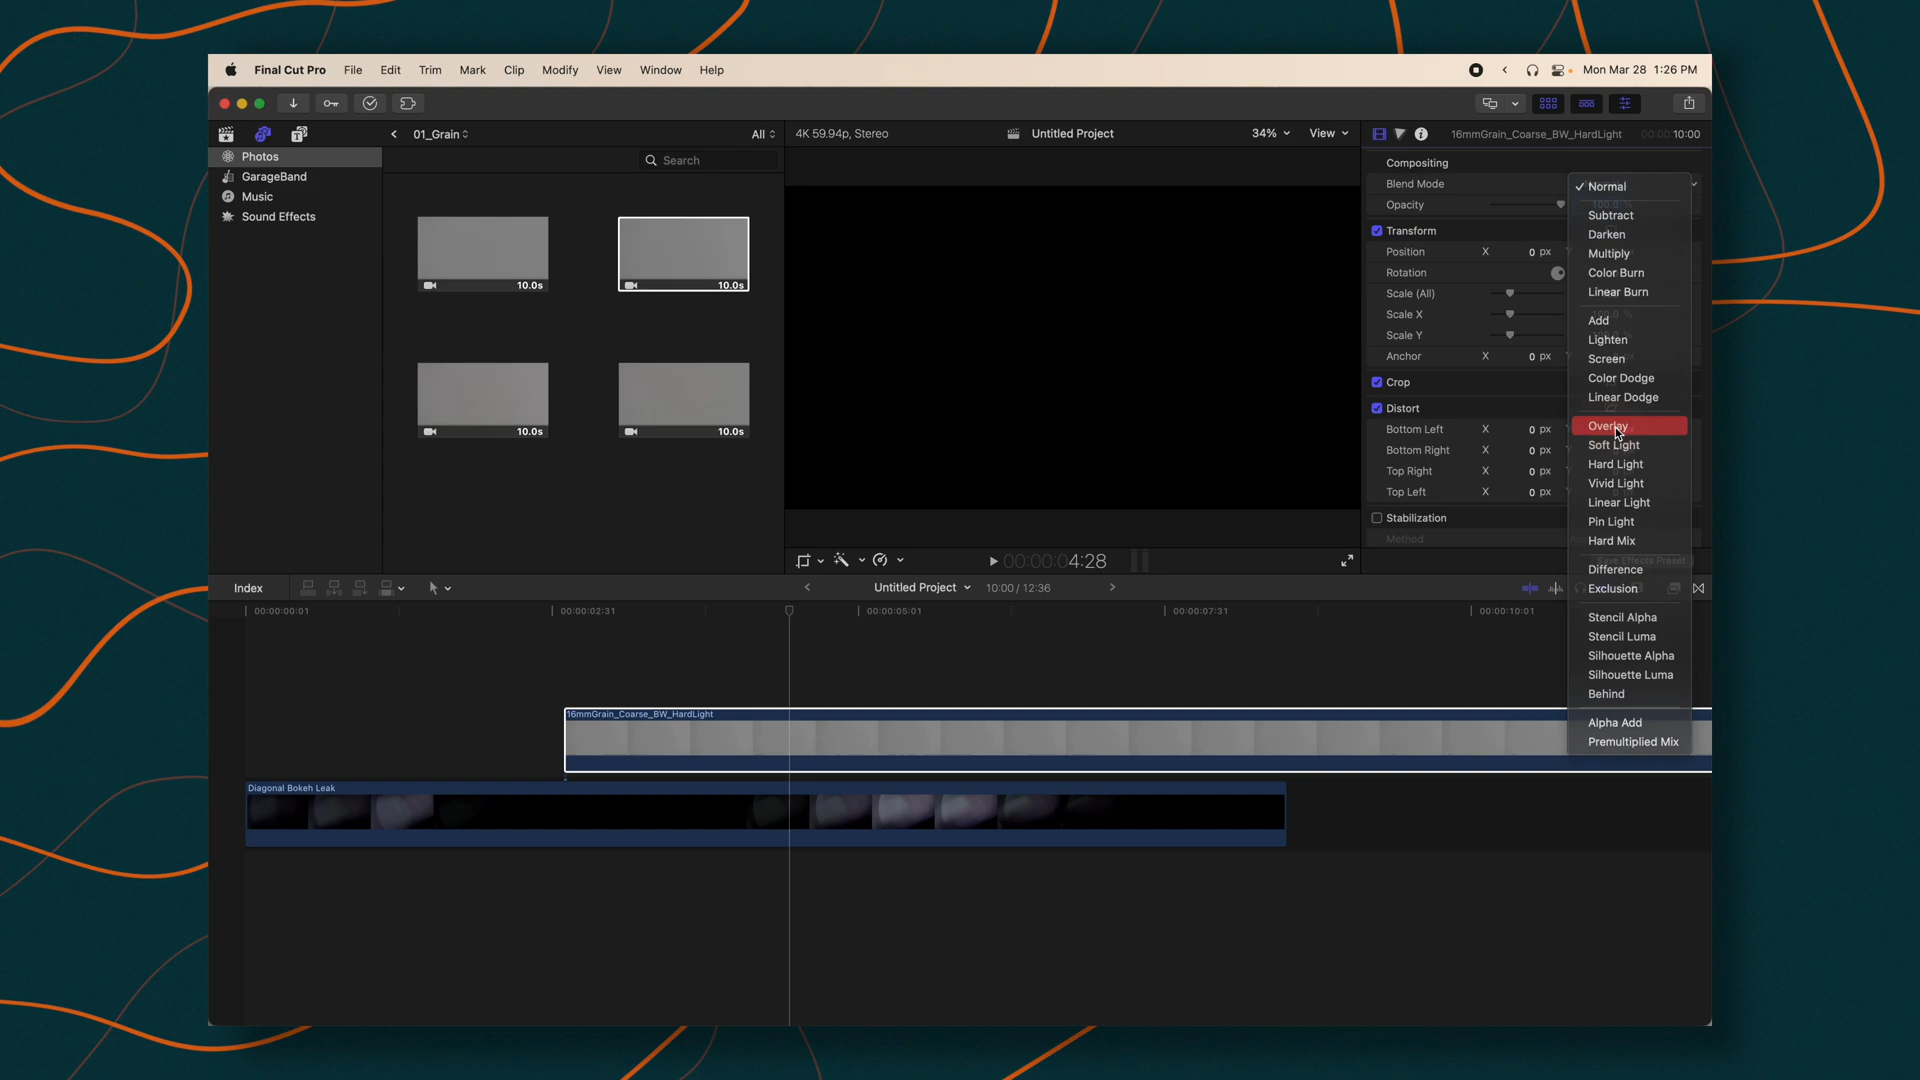 Final Cut Pro File Edit Trim Mark Clip Modify View Window Help Mon Mar 28 1:26 PM
01_Grain All
4K 59.94p, Stereo Untitled Project 34% View
16mmGrain_Coarse_BW_HardLight 00:00:10:00
Photos
GarageBand
Music
Sound Effects
Search
10.0s 10.0s
10.0s 10.0s
Compositing
Blend Mode
Opacity 100.0 %
Transform
Position X 0 px
Rotation
Scale (All)
Scale X
Scale Y
Anchor X 0 px
Crop
Distort
Bottom Left X 0 px
Bottom Right X 0 px
Top Right X 0 px
Top Left X 0 px
Stabilization
Method
Save Effects Preset
✓ Normal
Subtract
Darken
Multiply
Color Burn
Linear Burn
Add
Lighten
Screen
Color Dodge
Linear Dodge
Overlay
Soft Light
Hard Light
Vivid Light
Linear Light
Pin Light
Hard Mix
Difference
Exclusion
Stencil Alpha
Stencil Luma
Silhouette Alpha
Silhouette Luma
Behind
Alpha Add
Premultiplied Mix
00:00:04:28
Index Untitled Project 10:00 / 12:36
00:00:00:01 00:00:02:31 00:00:05:01 00:00:07:31 00:00:10:01
16mmGrain_Coarse_BW_HardLight
Diagonal Bokeh Leak